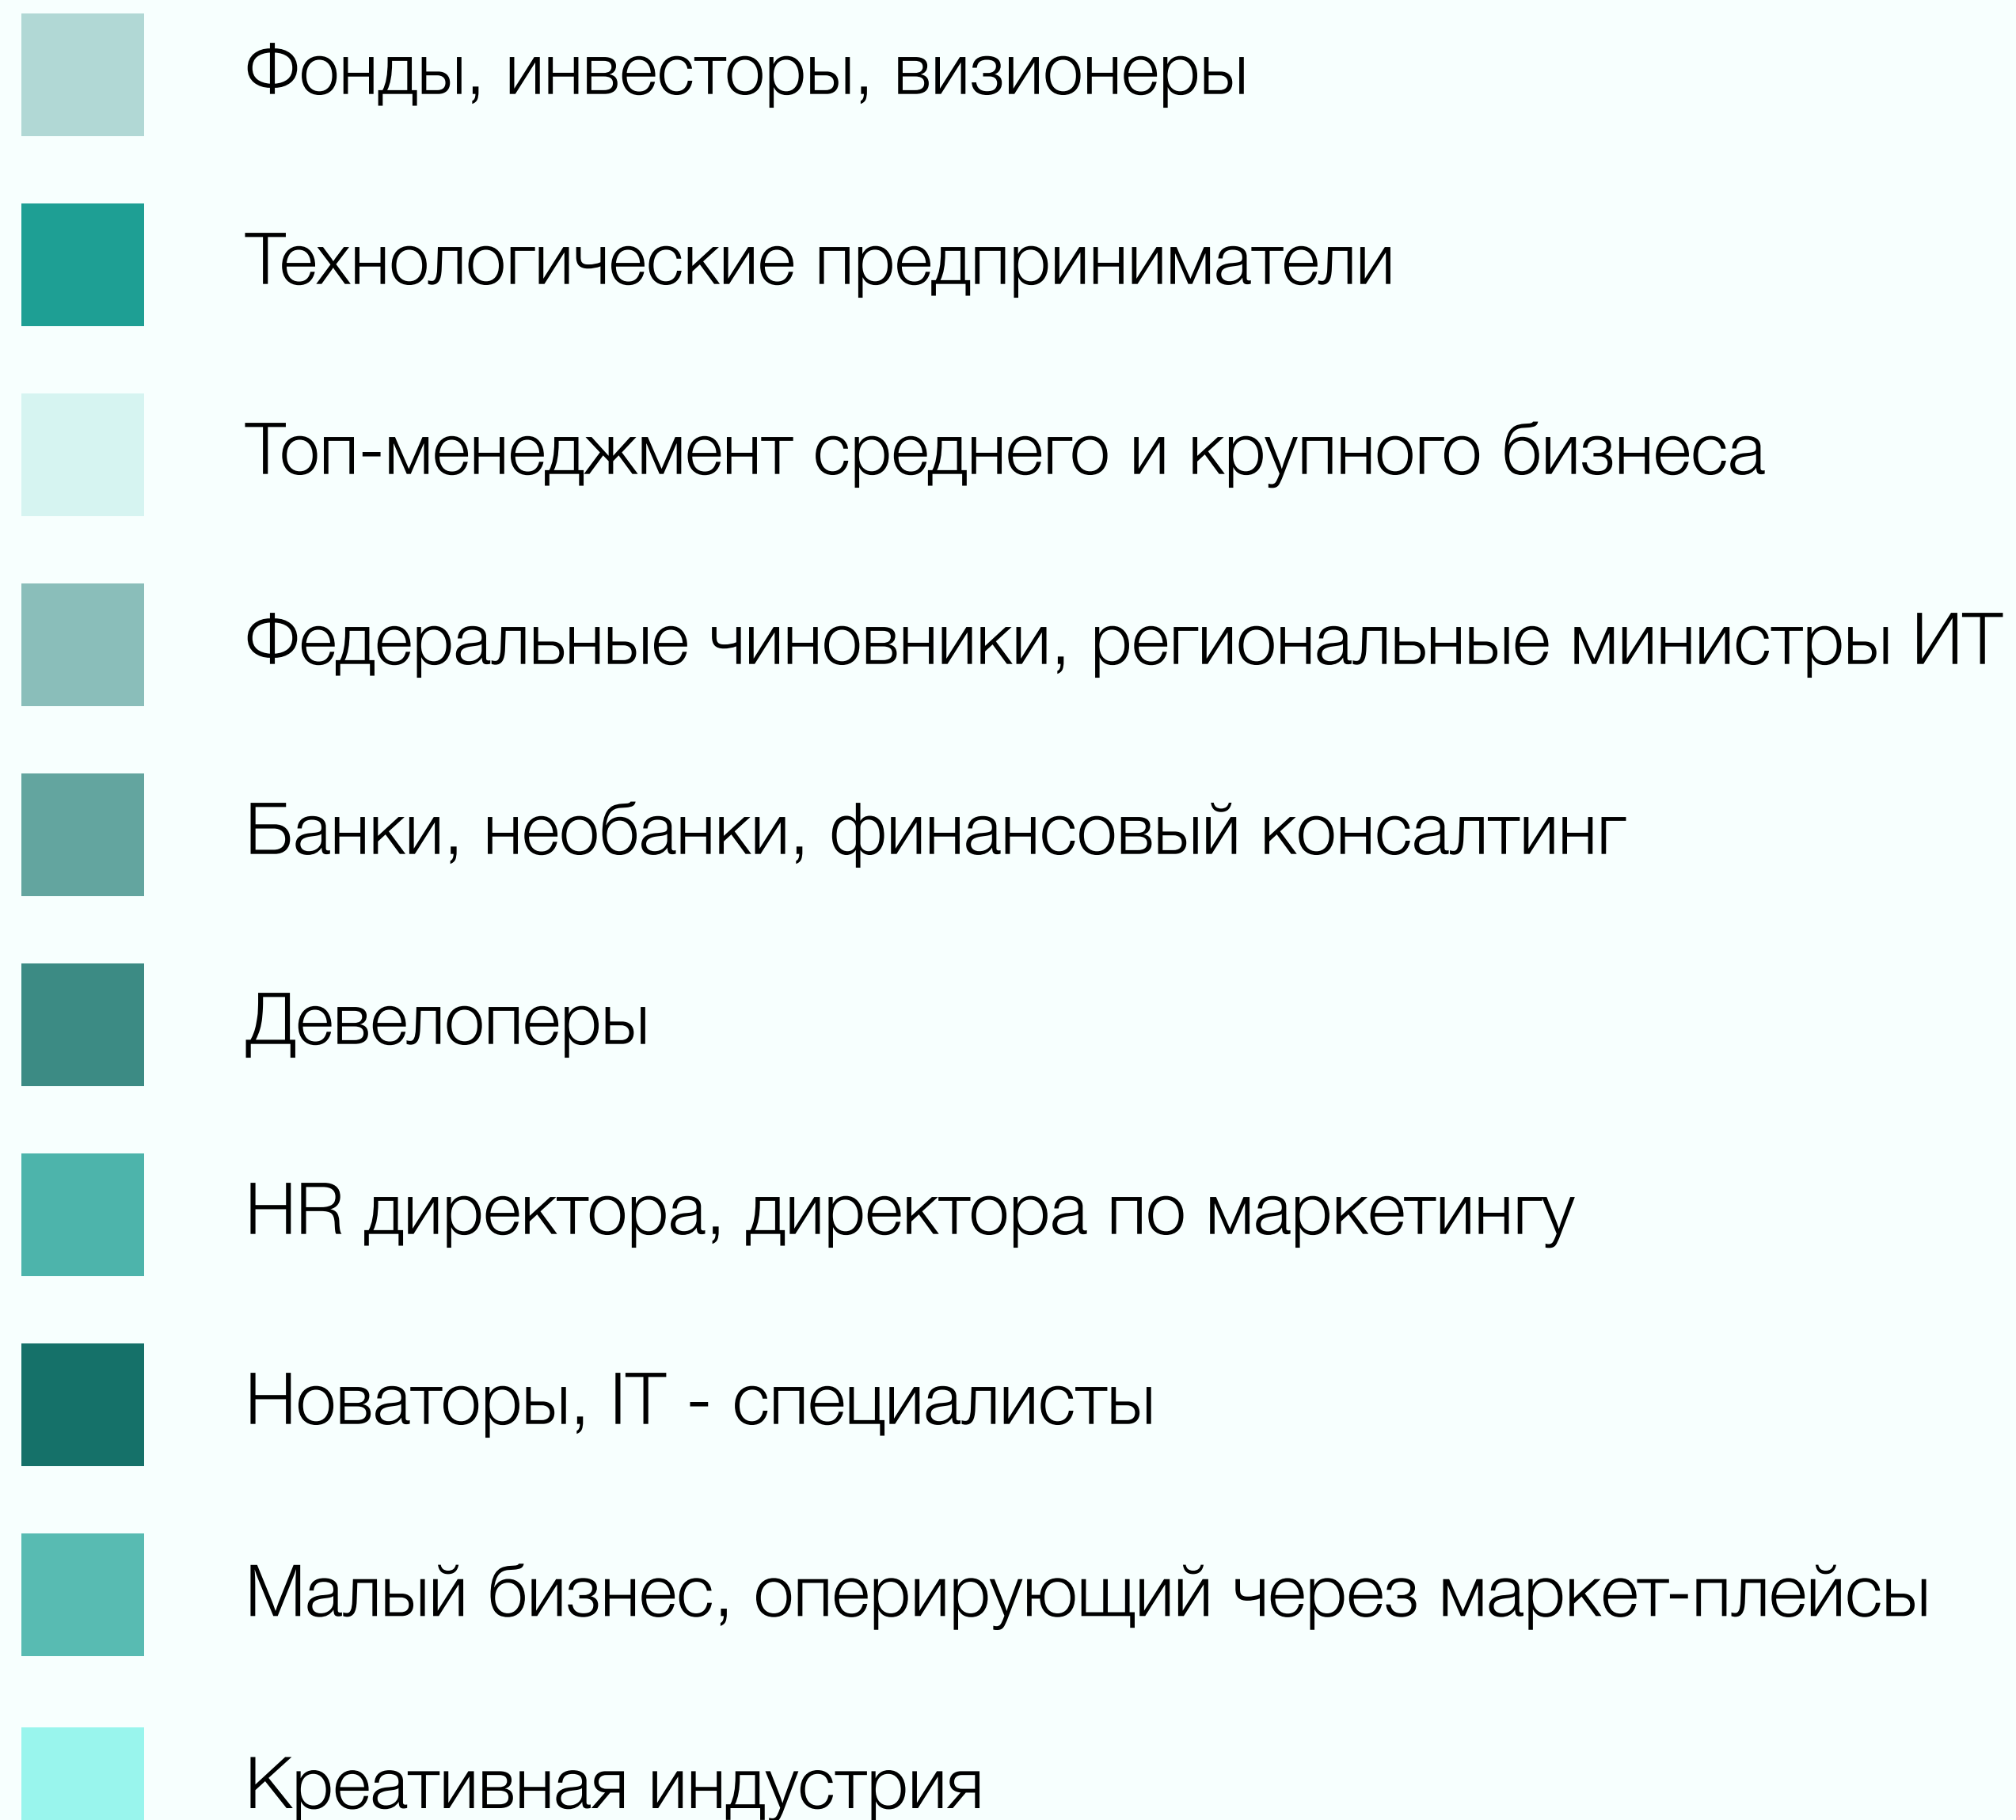 Фонды, инвесторы, визионеры
Технологические предприниматели
Топ-менеджмент среднего и крупного бизнеса
Федеральные чиновники, региональные министры ИТ
Банки, необанки, финансовый консалтинг
Девелоперы
HR директора, директора по маркетингу
Новаторы, IT - специалисты
Малый бизнес, оперирующий через маркет-плейсы
Креативная индустрия